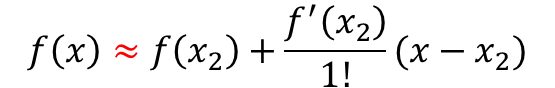 f(x) ≈ f(x₂) + f′(x₂)/1! (x − x₂)